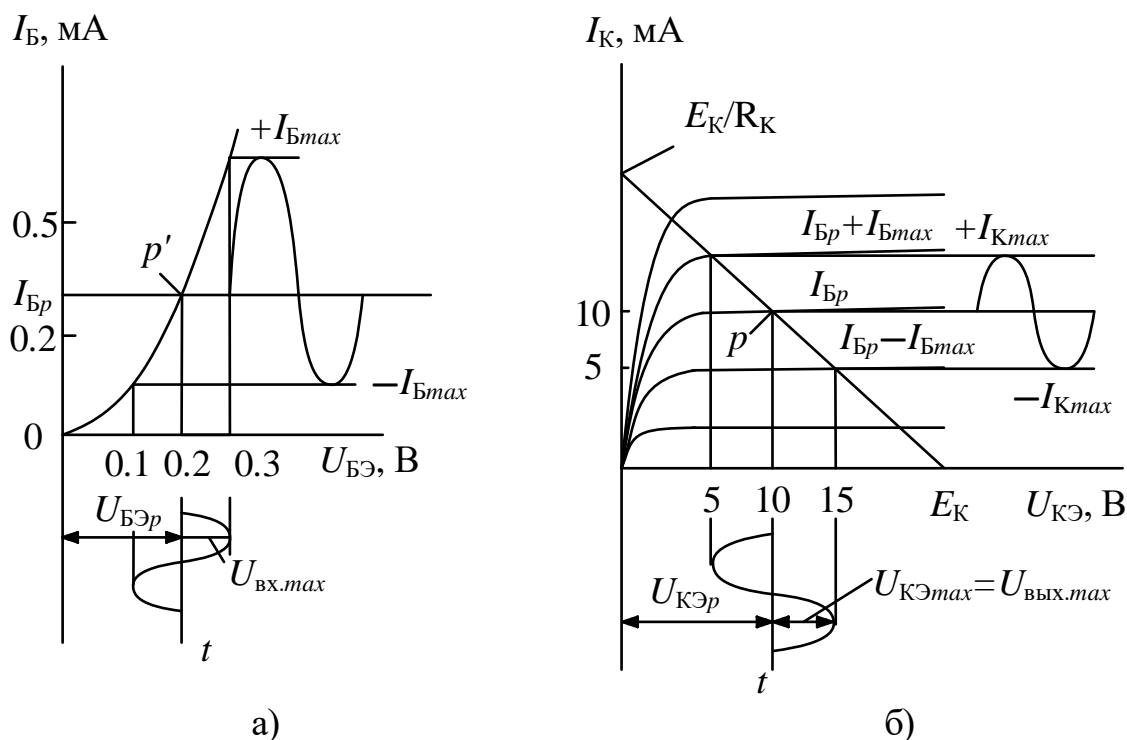 I_Б, мА
+I_Бmax
0.5
p'
I_Бp
0.2
—I_Бmax
0
0.1 0.2 0.3 U_БЭ, В
U_БЭp
U_вх.max
t
а)
I_К, мА
E_К/R_К
I_Бp+I_Бmax +I_Кmax
I_Бp
10
p
I_Бp—I_Бmax
5
—I_Кmax
5 10 15 E_К U_КЭ, В
U_КЭp
U_КЭmax=U_вых.max
t
б)